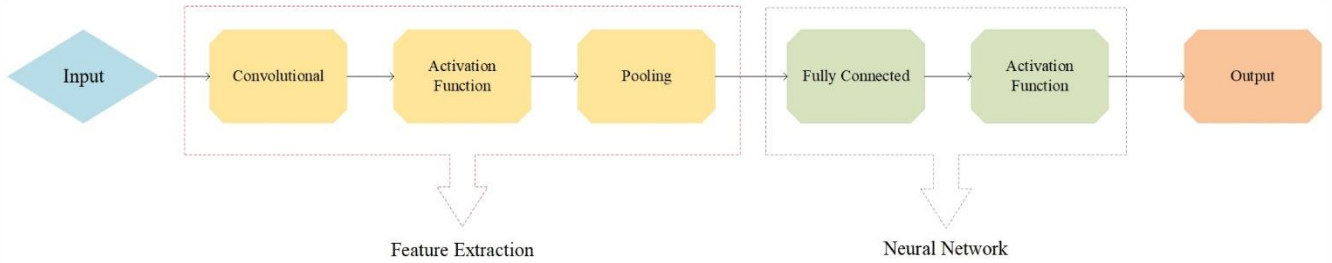 Input
Convolutional
Activation
Function
Pooling
Fully Connected
Activation
Function
Output
Feature Extraction
Neural Network